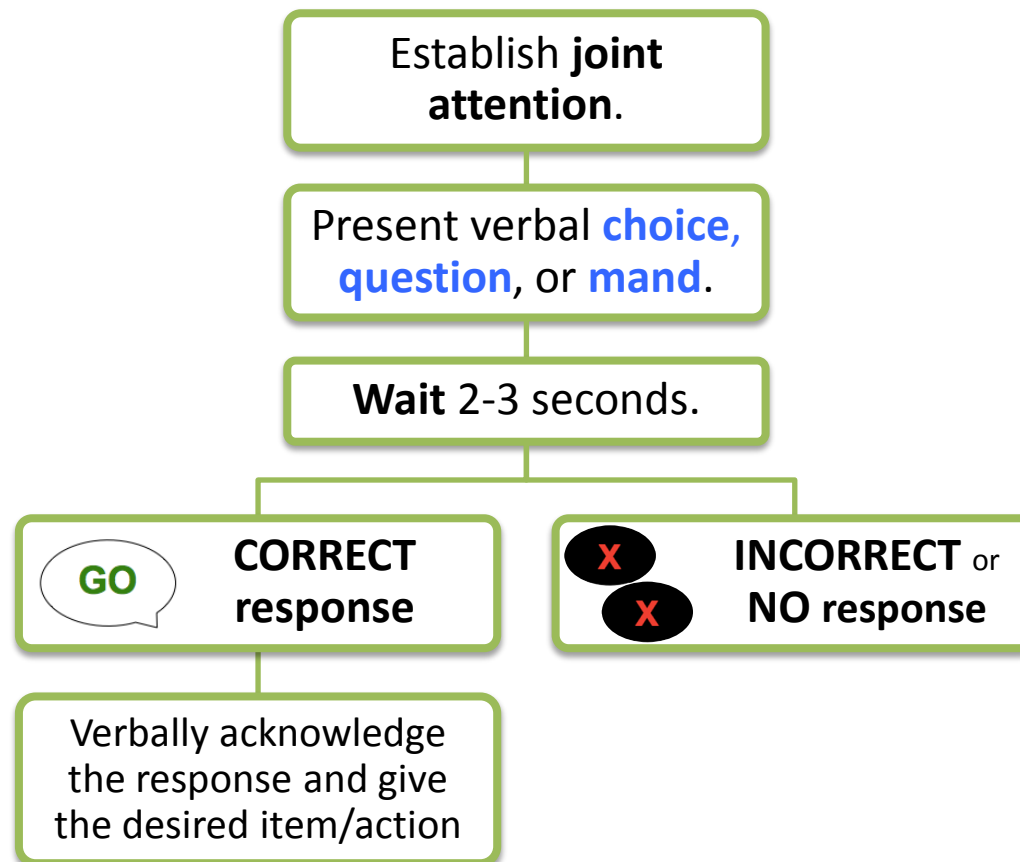 Establish joint
attention.
Present verbal choice,
question, or mand.
Wait 2-3 seconds.
GO
CORRECT
response
X
X
INCORRECT or
NO response
Verbally acknowledge
the response and give
the desired item/action